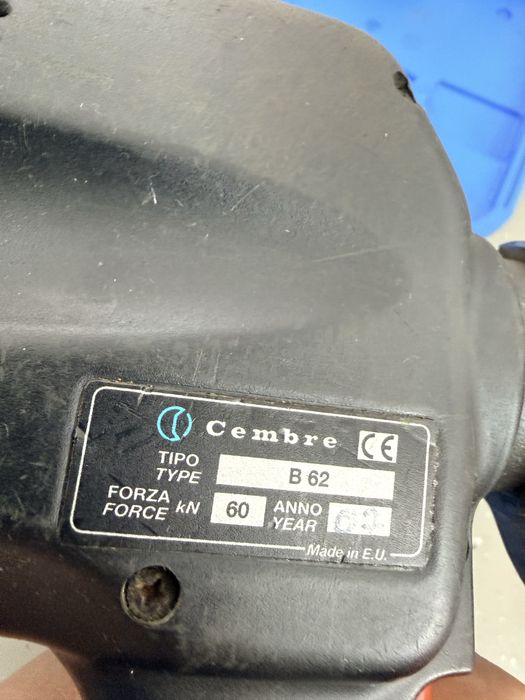 Cembre CE
TIPO
TYPE B 62
FORZA
FORCE kN 60 ANNO
YEAR
Made in E.U.